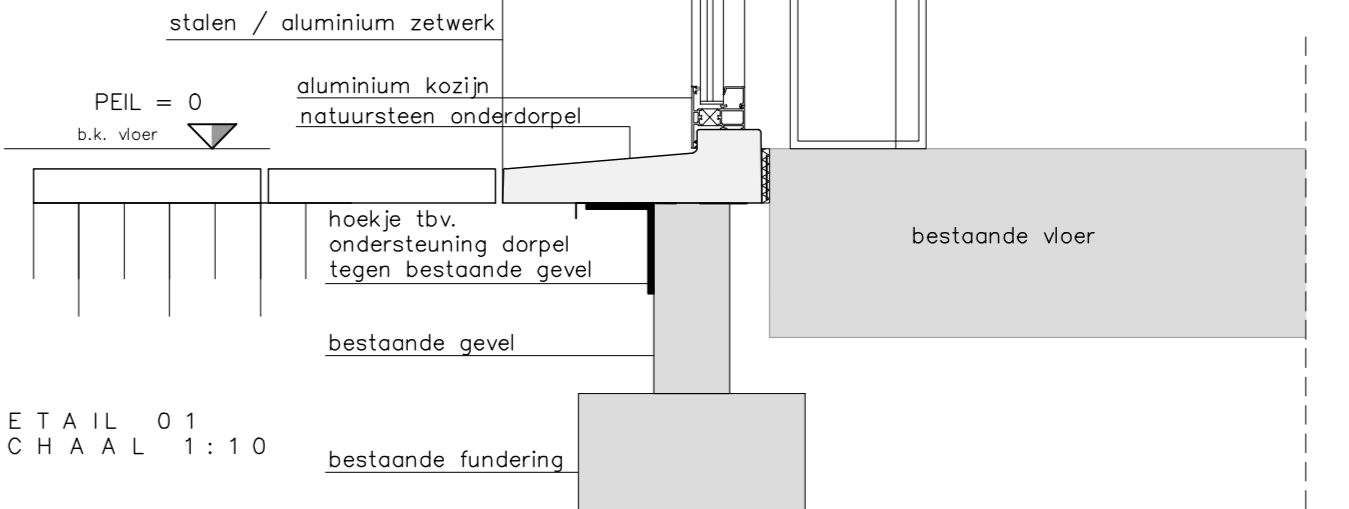 stalen / aluminium zetwerk
aluminium kozijn
PEIL = 0
natuursteen onderdorpel
b.k. vloer
hoekje tbv.
ondersteuning dorpel
tegen bestaande gevel
bestaande vloer
bestaande gevel
ETAIL 01
CHAAL 1:10
bestaande fundering